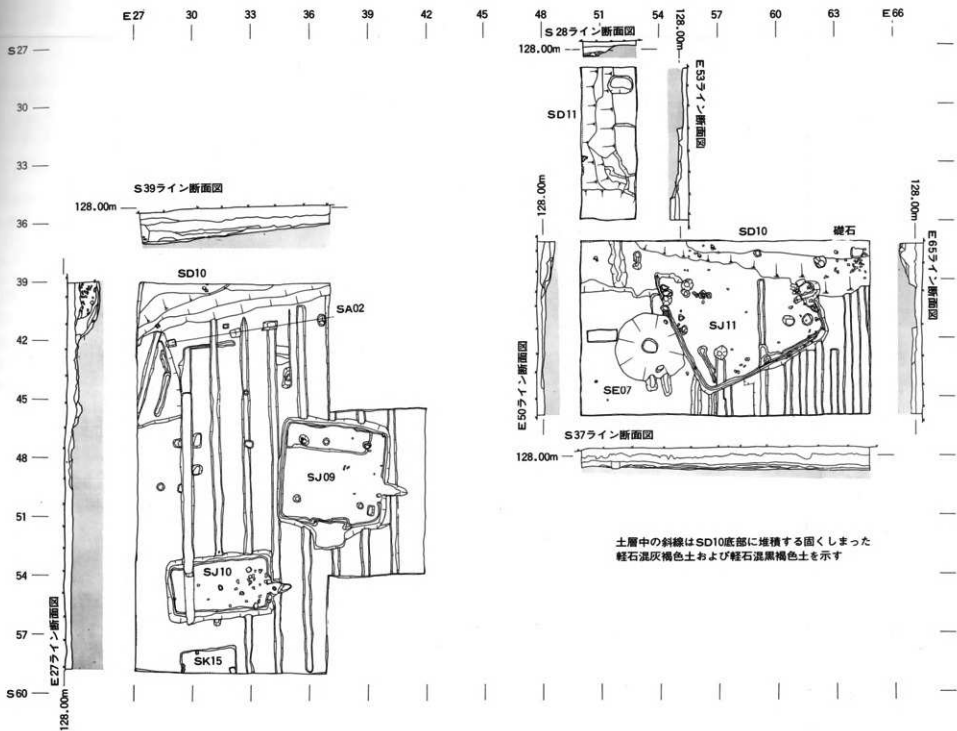 E27 30 33 36 39 42 45 48 51 54 57 60 63 E66
S27
30
33
36
39
42
45
48
51
54
57
S60
S28ライン断面図
128.00m
128.00m
E53ライン断面図
SD11
S39ライン断面図
128.00m
SD10
SA02
SJ09
SJ10
SK15
E27ライン断面図
128.00m
128.00m
E50ライン断面図
SD10
礎石
SJ11
SE07
128.00m
E65ライン断面図
S37ライン断面図
128.00m
土層中の斜線はSD10底部に堆積する固くしまった
軽石混灰褐色土および軽石混黒褐色土を示す